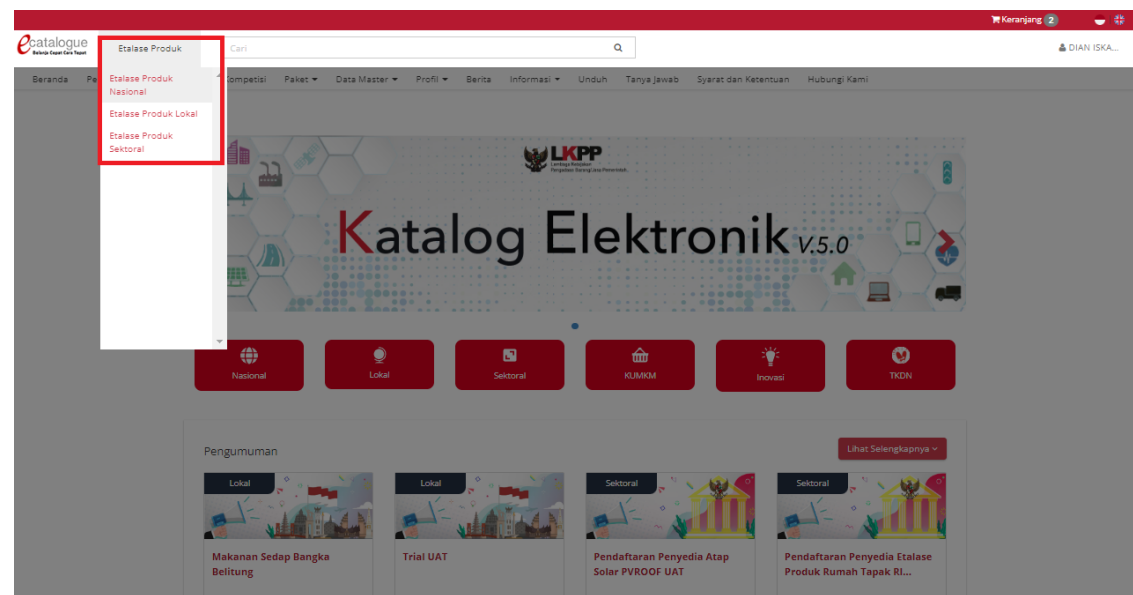 Keranjang 2
ecatalogue
Belanja Cepat Cara Tepat
Etalase Produk
Cari
DIAN ISKA...
Beranda
Pe
Kompetisi
Paket
Data Master
Profil
Berita
Informasi
Unduh
Tanya Jawab
Syarat dan Ketentuan
Hubungi Kami
Etalase Produk
Nasional
Etalase Produk Lokal
Etalase Produk
Sektoral
LKPP
Katalog Elektronik V.5.0
Nasional
Lokal
Sektoral
KUMKM
Inovasi
TKDN
Pengumuman
Lihat Selengkapnya
Lokal
Lokal
Sektoral
Sektoral
Makanan Sedap Bangka
Belitung
Trial UAT
Pendaftaran Penyedia Atap
Solar PVROOF UAT
Pendaftaran Penyedia Etalase
Produk Rumah Tapak RI...